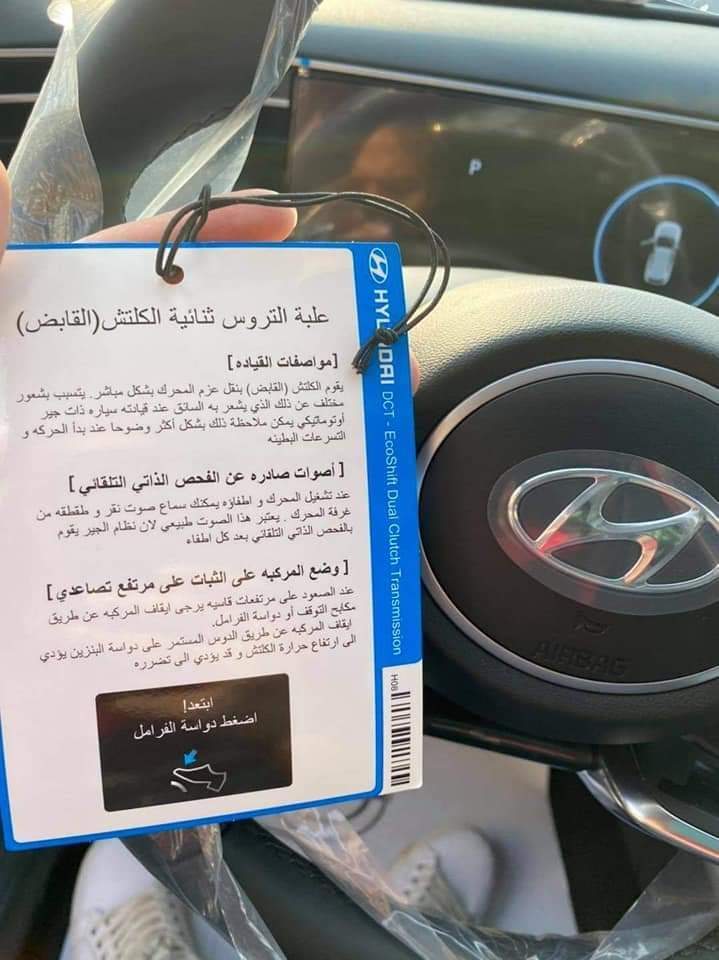 علبة التروس ثنائية الكلتش(القابض)
[مواصفات القياده]
يقوم الكلتش (القابض) بنقل عزم المحرك بشكل مباشر. يتسبب بشعور
مختلف عن ذلك الذي يشعر به السائق عند قيادته سياره ذات جير
أوتوماتيكي يمكن ملاحظة ذلك بشكل أكثر وضوحا عند بدأ الحركه و
التسرعات البطينه
[ أصوات صادره عن الفحص الذاتي التلقائي ]
عند تشغيل المحرك و اطفاؤه يمكنك سماع صوت نقر و طقطقه من
غرفة المحرك . يعتبر هذا الصوت طبيعي لان نظام الجير يقوم
بالفحص الذاتي التلقائي بعد كل اطفاء
[ وضع المركبه على الثبات على مرتفع تصاعدي ]
عند الصعود على مرتفعات قاسيه يرجى ايقاف المركبه عن طريق
مكابح التوقف أو دواسة الفرامل.
ايقاف المركبه عن طريق الدوس المستمر على دواسة البنزين يؤدي
الى ارتفاع حرارة الكلتش و قد يؤدي الى تضرره
ابتعد!
اضغط دواسة الفرامل
HYUNDAI DCT - EcoShift Dual Clutch Transmission
H08
P
AIRBAG